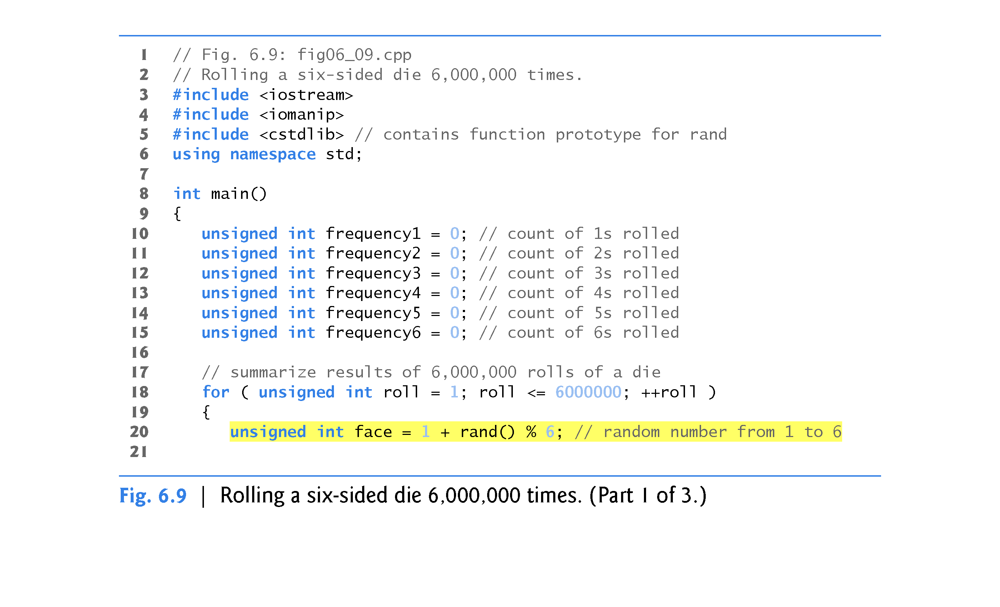 1 // Fig. 6.9: fig06_09.cpp
2 // Rolling a six-sided die 6,000,000 times.
3 #include <iostream>
4 #include <iomanip>
5 #include <cstdlib> // contains function prototype for rand
6 using namespace std;
7
8 int main()
9 {
10 unsigned int frequency1 = 0; // count of 1s rolled
11 unsigned int frequency2 = 0; // count of 2s rolled
12 unsigned int frequency3 = 0; // count of 3s rolled
13 unsigned int frequency4 = 0; // count of 4s rolled
14 unsigned int frequency5 = 0; // count of 5s rolled
15 unsigned int frequency6 = 0; // count of 6s rolled
16
17 // summarize results of 6,000,000 rolls of a die
18 for ( unsigned int roll = 1; roll <= 6000000; ++roll )
19 {
20 unsigned int face = 1 + rand() % 6; // random number from 1 to 6
21
Fig. 6.9 | Rolling a six-sided die 6,000,000 times. (Part 1 of 3.)